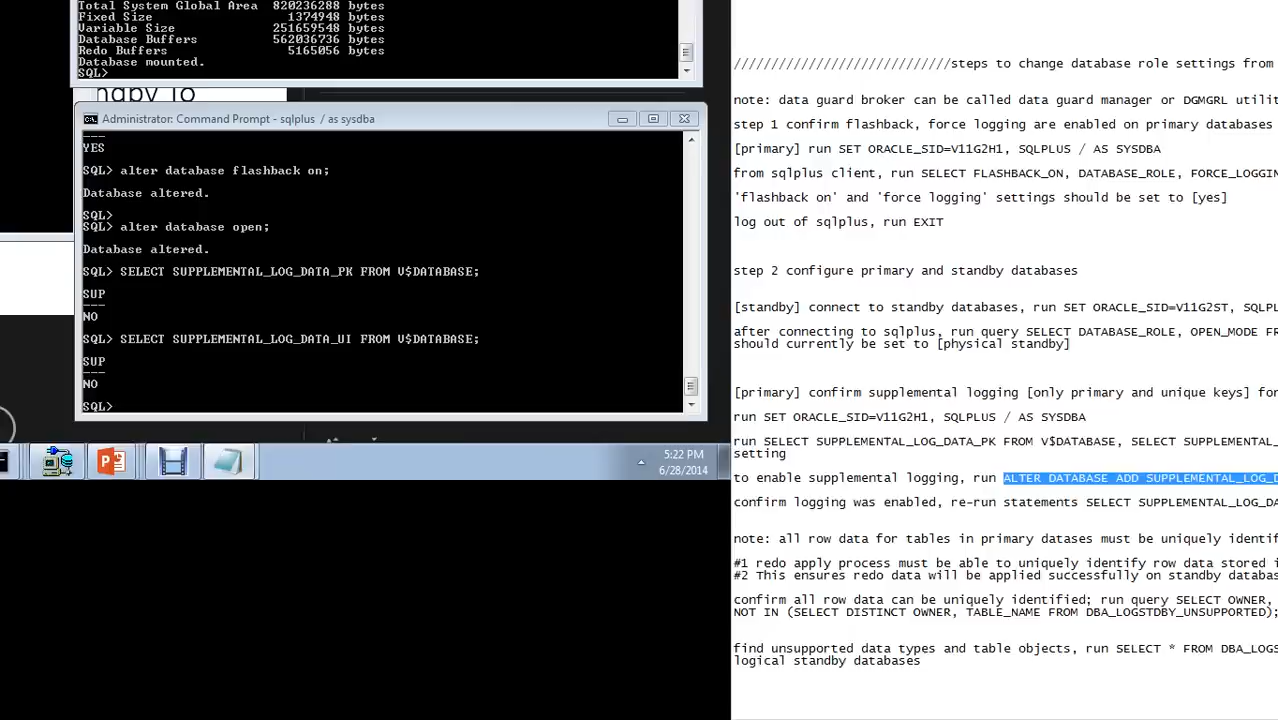 Total System Global Area  820236288 bytes
Fixed Size                  1374948 bytes
Variable Size             251659548 bytes
Database Buffers          562036736 bytes
Redo Buffers                5165056 bytes
Database mounted.
SQL>
ndby To
Administrator: Command Prompt - sqlplus / as sysdba
---
YES
SQL> alter database flashback on;
Database altered.
SQL>
SQL> alter database open;
Database altered.
SQL> SELECT SUPPLEMENTAL_LOG_DATA_PK FROM V$DATABASE;
SUP
---
NO
SQL> SELECT SUPPLEMENTAL_LOG_DATA_UI FROM V$DATABASE;
SUP
---
NO
SQL>
5:22 PM
6/28/2014
/////////////////////////////steps to change database role settings from
note: data guard broker can be called data guard manager or DGMGRL utilit
step 1 confirm flashback, force logging are enabled on primary databases
[primary] run SET ORACLE_SID=V11G2H1, SQLPLUS / AS SYSDBA
from sqlplus client, run SELECT FLASHBACK_ON, DATABASE_ROLE, FORCE_LOGGIN
'flashback on' and 'force logging' settings should be set to [yes]
log out of sqlplus, run EXIT
step 2 configure primary and standby databases
[standby] connect to standby databases, run SET ORACLE_SID=V11G2ST, SQLPL
after connecting to sqlplus, run query SELECT DATABASE_ROLE, OPEN_MODE FR
should currently be set to [physical standby]
[primary] confirm supplemental logging [only primary and unique keys] for
run SET ORACLE_SID=V11G2H1, SQLPLUS / AS SYSDBA
run SELECT SUPPLEMENTAL_LOG_DATA_PK FROM V$DATABASE, SELECT SUPPLEMENTAL_
setting
to enable supplemental logging, run ALTER DATABASE ADD SUPPLEMENTAL_LOG_D
confirm logging was enabled, re-run statements SELECT SUPPLEMENTAL_LOG_DA
note: all row data for tables in primary datases must be uniquely identif
#1 redo apply process must be able to uniquely identify row data stored i
#2 This ensures redo data will be applied successfully on standby databas
confirm all row data can be uniquely identified; run query SELECT OWNER,
NOT IN (SELECT DISTINCT OWNER, TABLE_NAME FROM DBA_LOGSTDBY_UNSUPPORTED);
find unsupported data types and table objects, run SELECT * FROM DBA_LOGS
logical standby databases